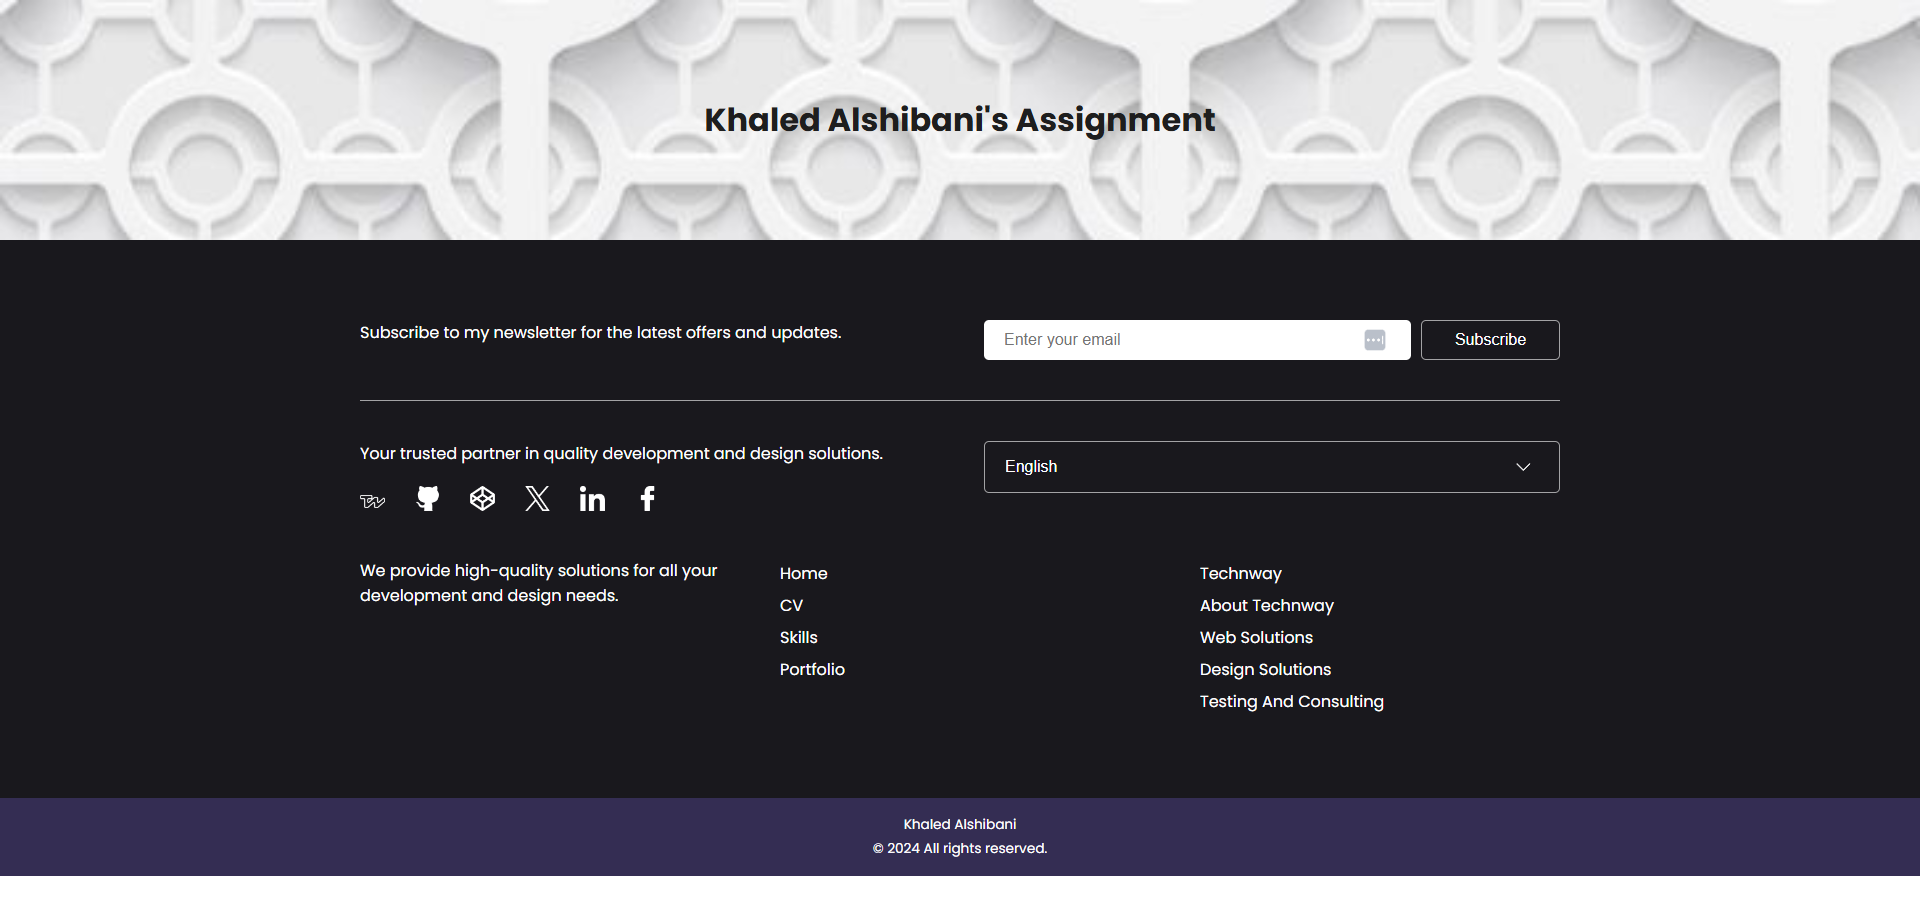 Khaled Alshibani's Assignment
Subscribe to my newsletter for the latest offers and updates.
Enter your email
Subscribe
Your trusted partner in quality development and design solutions.
English
We provide high-quality solutions for all your
development and design needs.
Home
CV
Skills
Portfolio
Technway
About Technway
Web Solutions
Design Solutions
Testing And Consulting
Khaled Alshibani
© 2024 All rights reserved.